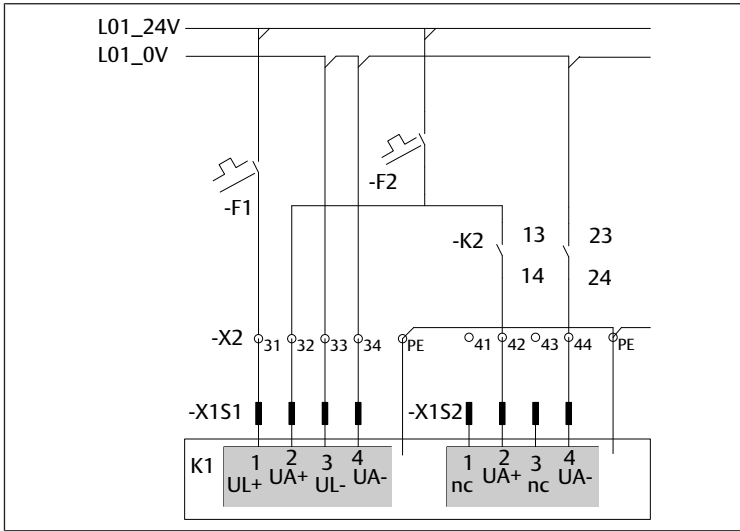 L01_24V
L01_0V
-F1
-F2
-K2 13 23
14 24
-X2 31 32 33 34 PE 41 42 43 44 PE
-X1S1 -X1S2
K1 1 2 3 4 1 2 3 4
UL+ UA+ UL- UA- nc UA+ nc UA-